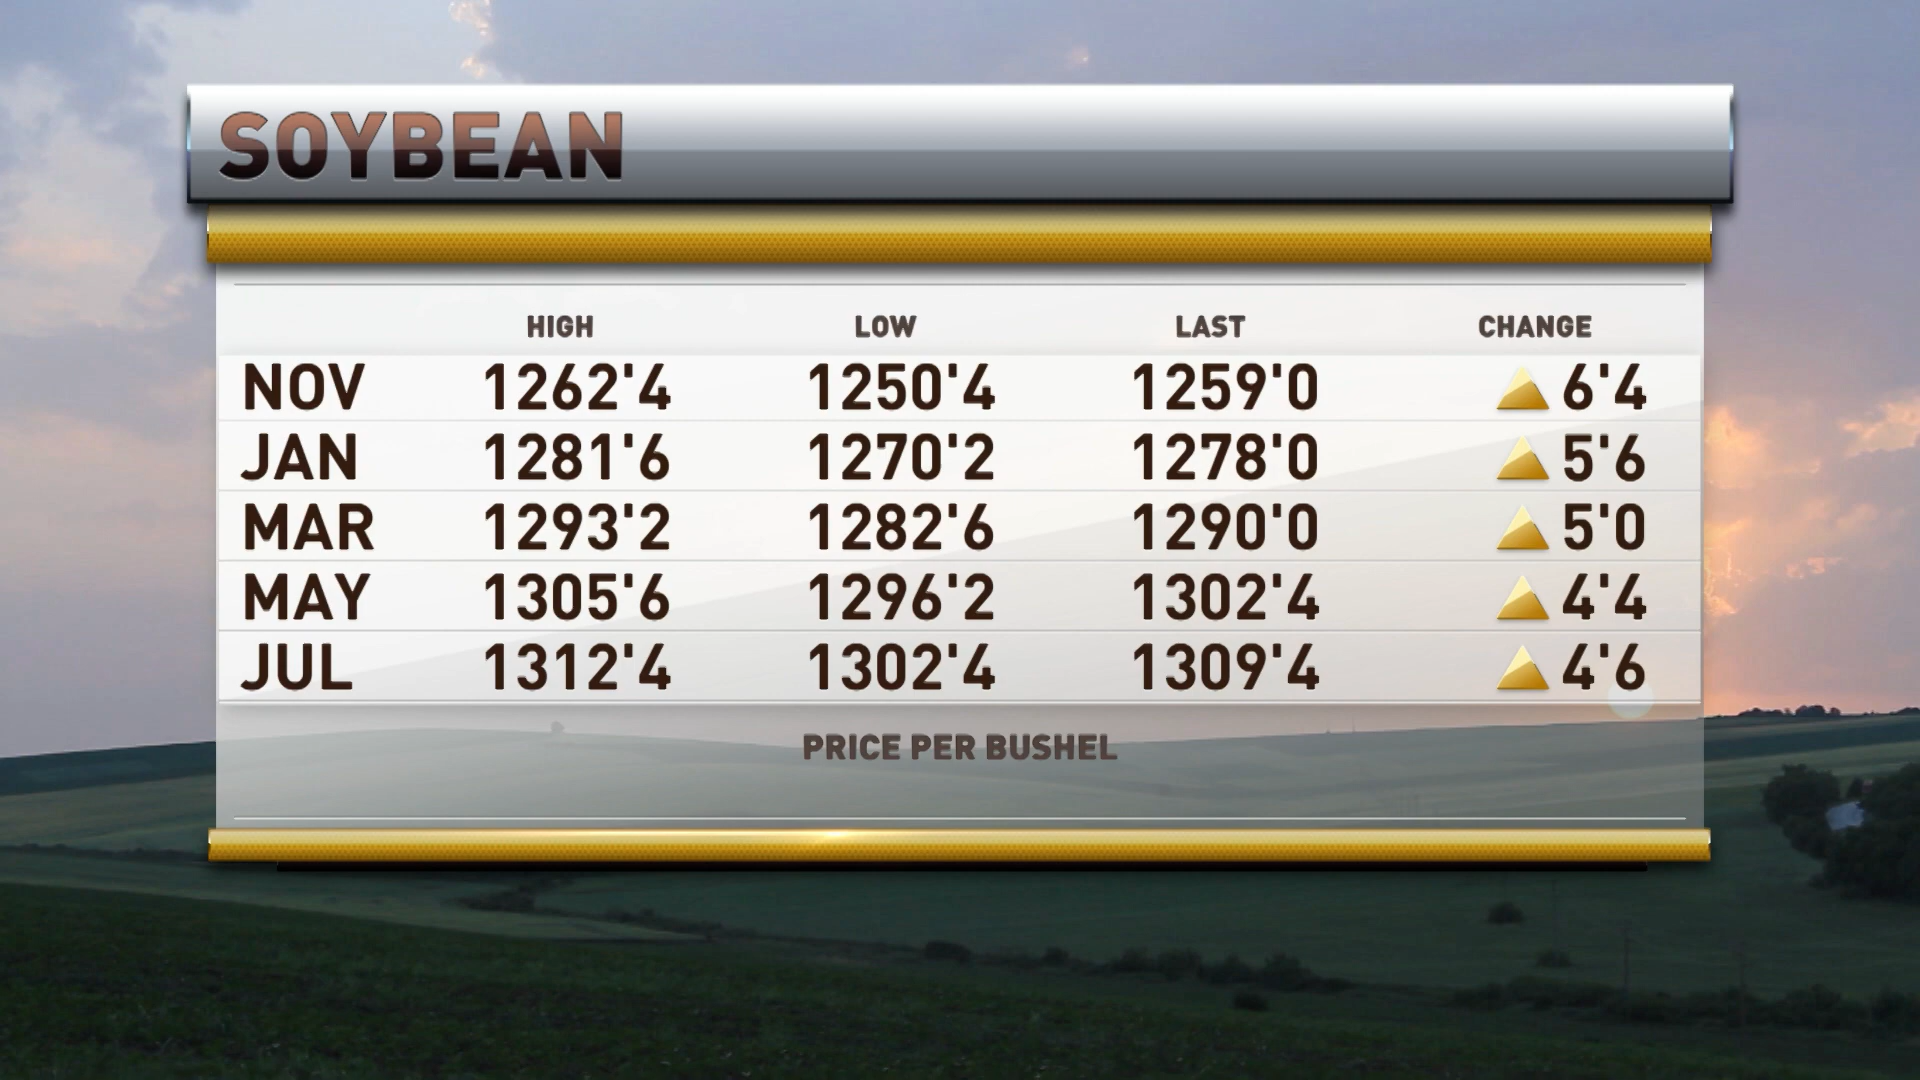 SOYBEAN
HIGH LOW LAST CHANGE
NOV 1262'4 1250'4 1259'0 6'4
JAN 1281'6 1270'2 1278'0 5'6
MAR 1293'2 1282'6 1290'0 5'0
MAY 1305'6 1296'2 1302'4 4'4
JUL 1312'4 1302'4 1309'4 4'6
PRICE PER BUSHEL